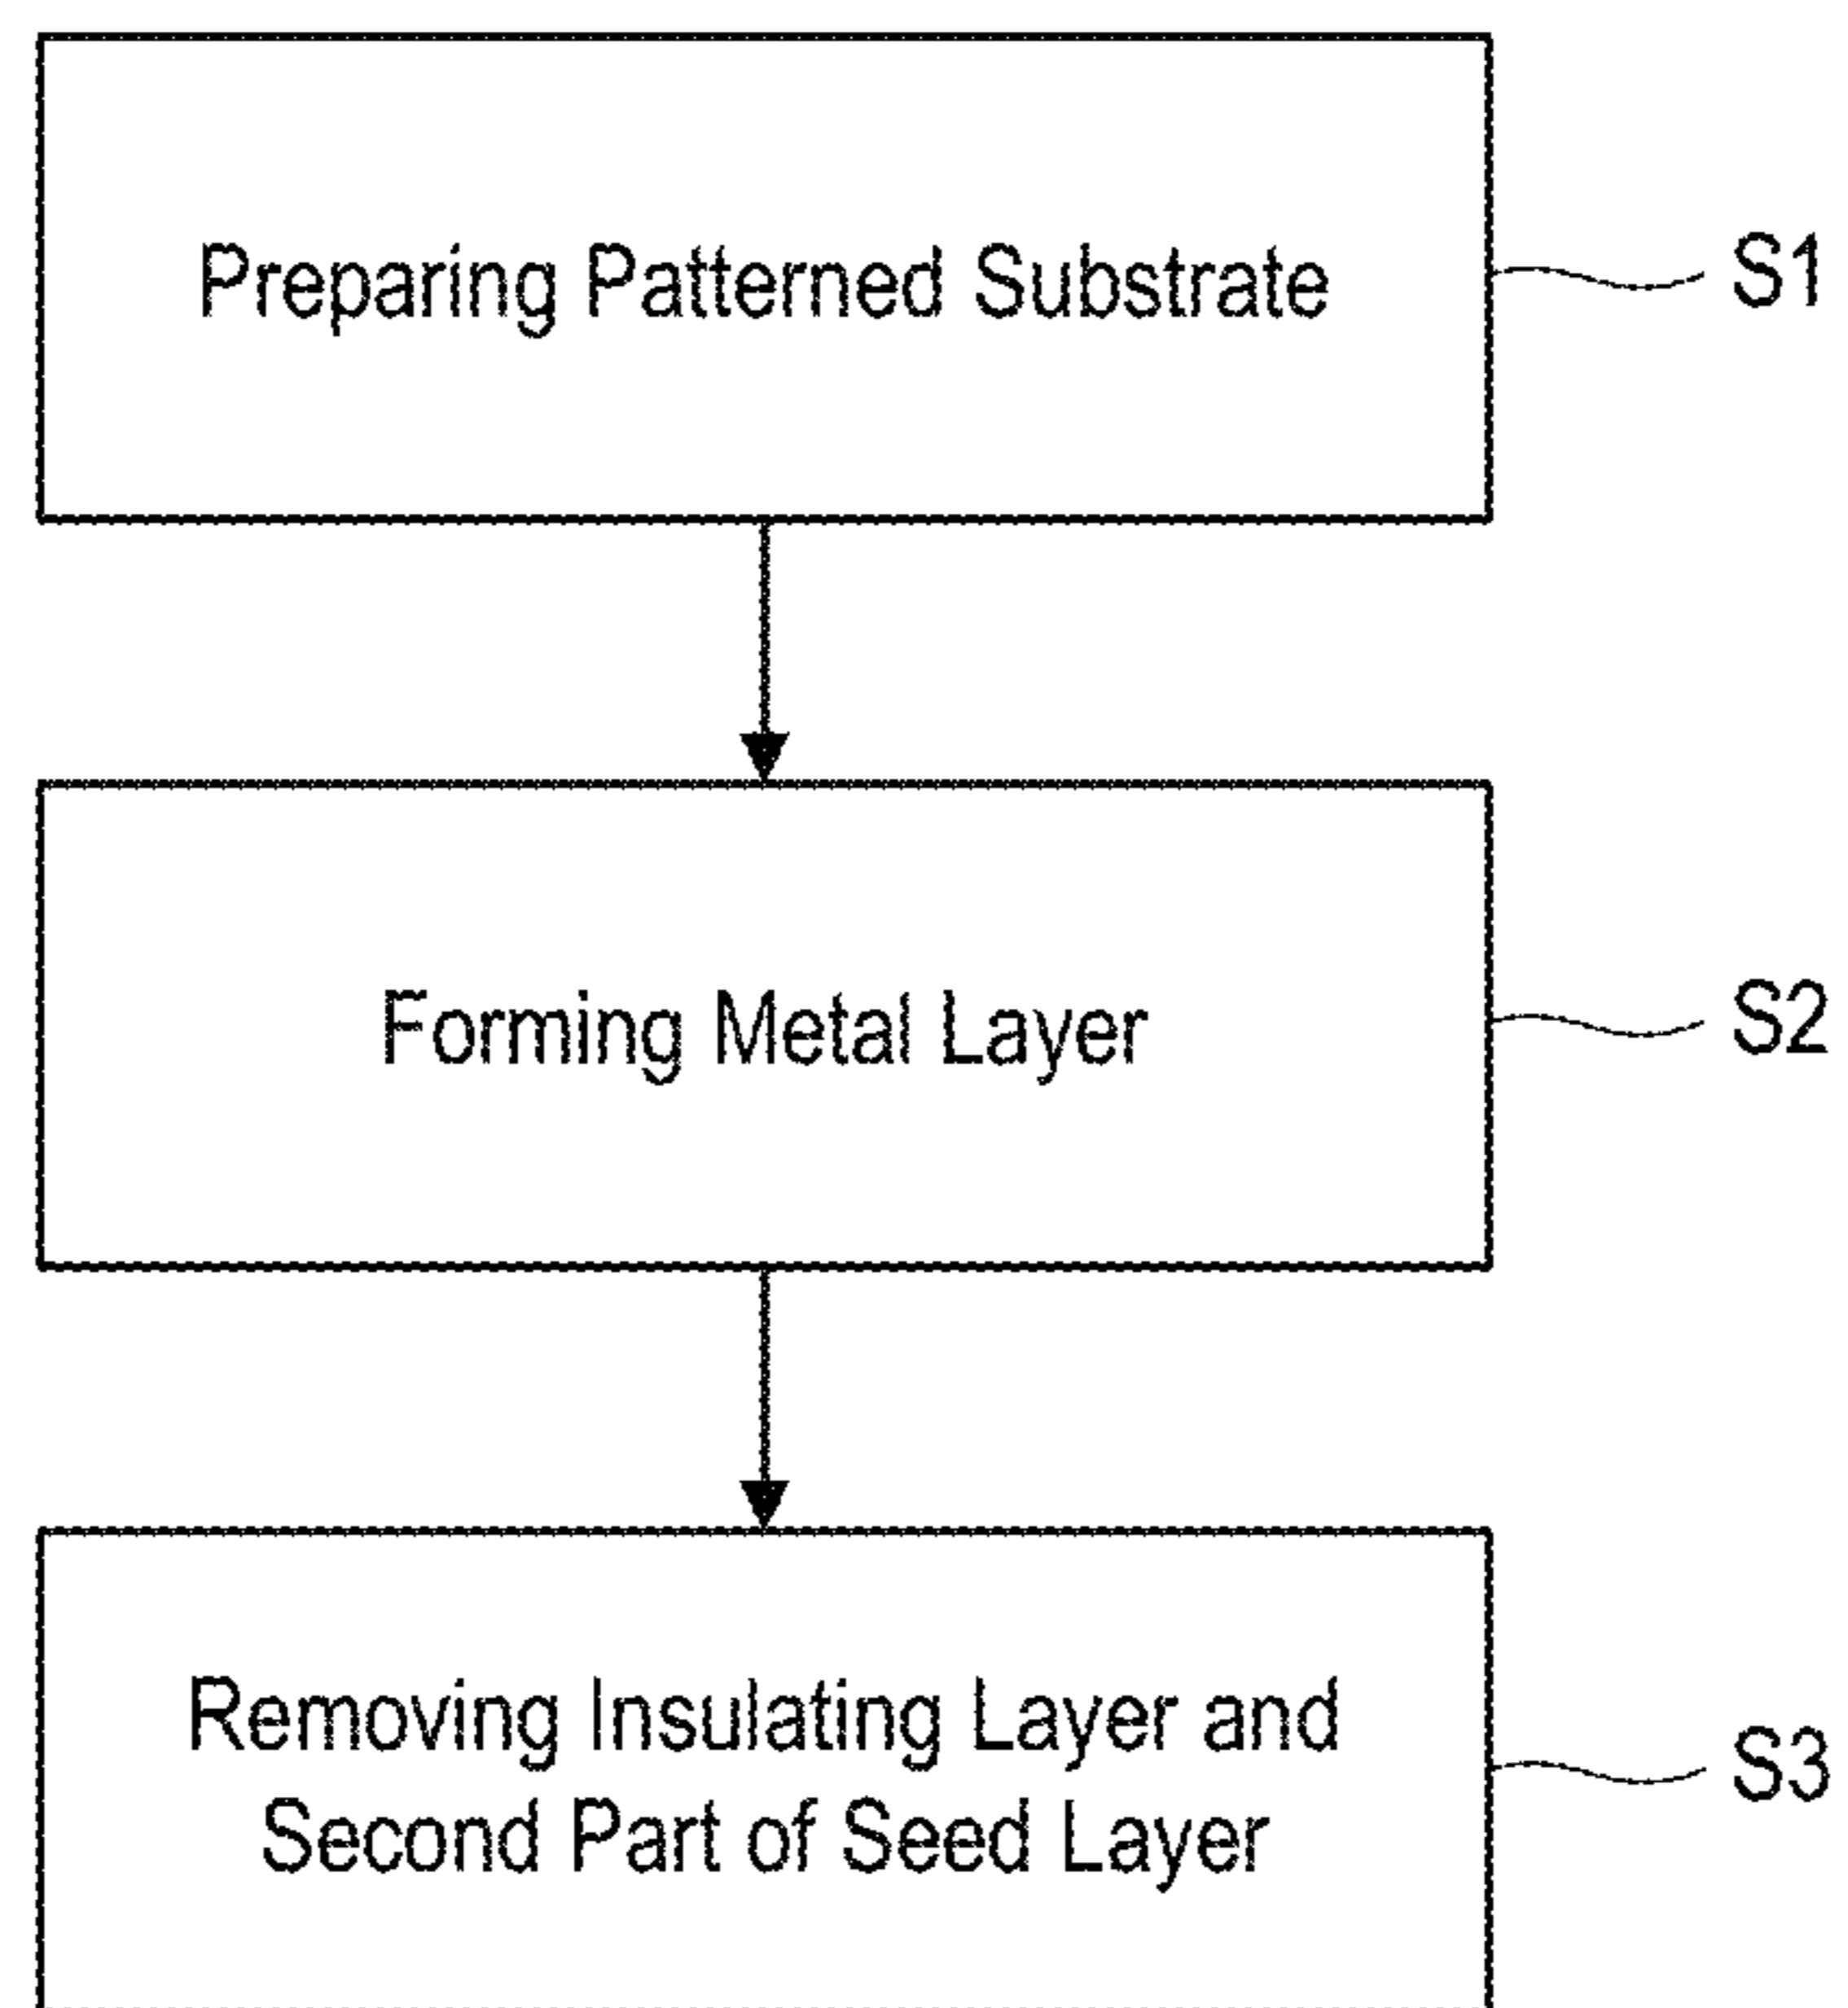 Preparing Patterned Substrate
S1
Forming Metal Layer
S2
Removing Insulating Layer and
Second Part of Seed Layer
S3